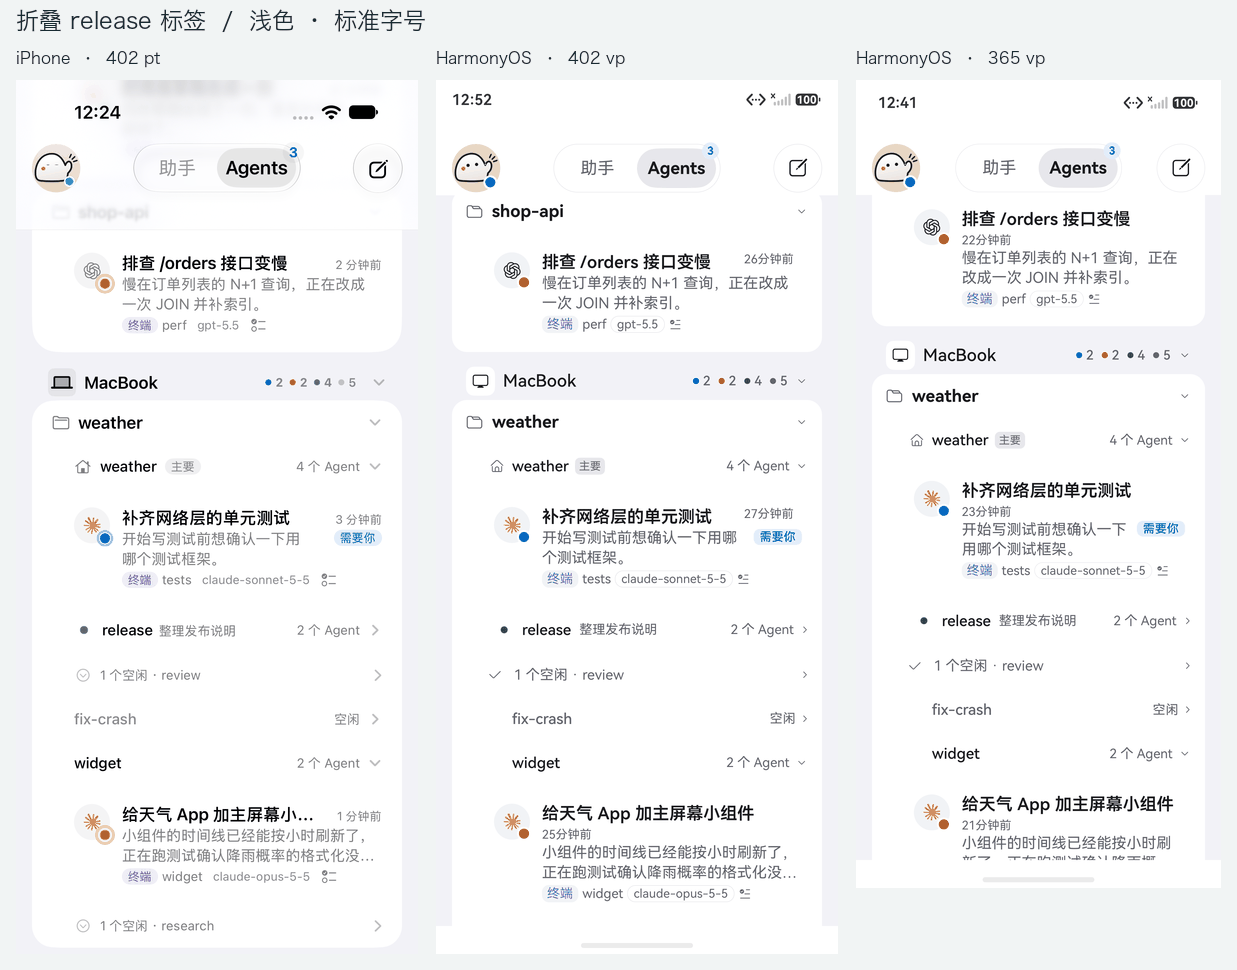 折叠 release 标签 / 浅色 · 标准字号
iPhone · 402 pt
12:24
助手
Agents
3
shop-api
排查 /orders 接口变慢
2 分钟前
慢在订单列表的 N+1 查询，正在改成
一次 JOIN 并补索引。
终端 perf gpt-5.5
MacBook
2 2 4 5
weather
weather 主要
4 个 Agent
补齐网络层的单元测试
3 分钟前
开始写测试前想确认一下用
哪个测试框架。
需要你
终端 tests claude-sonnet-5-5
release 整理发布说明
2 个 Agent
1 个空闲 · review
fix-crash
空闲
widget
2 个 Agent
给天气 App 加主屏幕小...
1 分钟前
小组件的时间线已经能按小时刷新了，
正在跑测试确认降雨概率的格式化没...
终端 widget claude-opus-5-5
1 个空闲 · research
HarmonyOS · 402 vp
12:52
100
助手
Agents
3
shop-api
排查 /orders 接口变慢
26分钟前
慢在订单列表的 N+1 查询，正在改成
一次 JOIN 并补索引。
终端 perf gpt-5.5
MacBook
2 2 4 5
weather
weather 主要
4 个 Agent
补齐网络层的单元测试
27分钟前
开始写测试前想确认一下用哪
个测试框架。
需要你
终端 tests claude-sonnet-5-5
release 整理发布说明
2 个 Agent
1 个空闲 · review
fix-crash
空闲
widget
2 个 Agent
给天气 App 加主屏幕小组件
25分钟前
小组件的时间线已经能按小时刷新了，
正在跑测试确认降雨概率的格式化没...
终端 widget claude-opus-5-5
HarmonyOS · 365 vp
12:41
100
助手
Agents
3
排查 /orders 接口变慢
22分钟前
慢在订单列表的 N+1 查询，正在
改成一次 JOIN 并补索引。
终端 perf gpt-5.5
MacBook
2 2 4 5
weather
weather 主要
4 个 Agent
补齐网络层的单元测试
23分钟前
开始写测试前想确认一下
用哪个测试框架。
需要你
终端 tests claude-sonnet-5-5
release 整理发布说明
2 个 Agent
1 个空闲 · review
fix-crash
空闲
widget
2 个 Agent
给天气 App 加主屏幕小组件
21分钟前
小组件的时间线已经能按小时刷